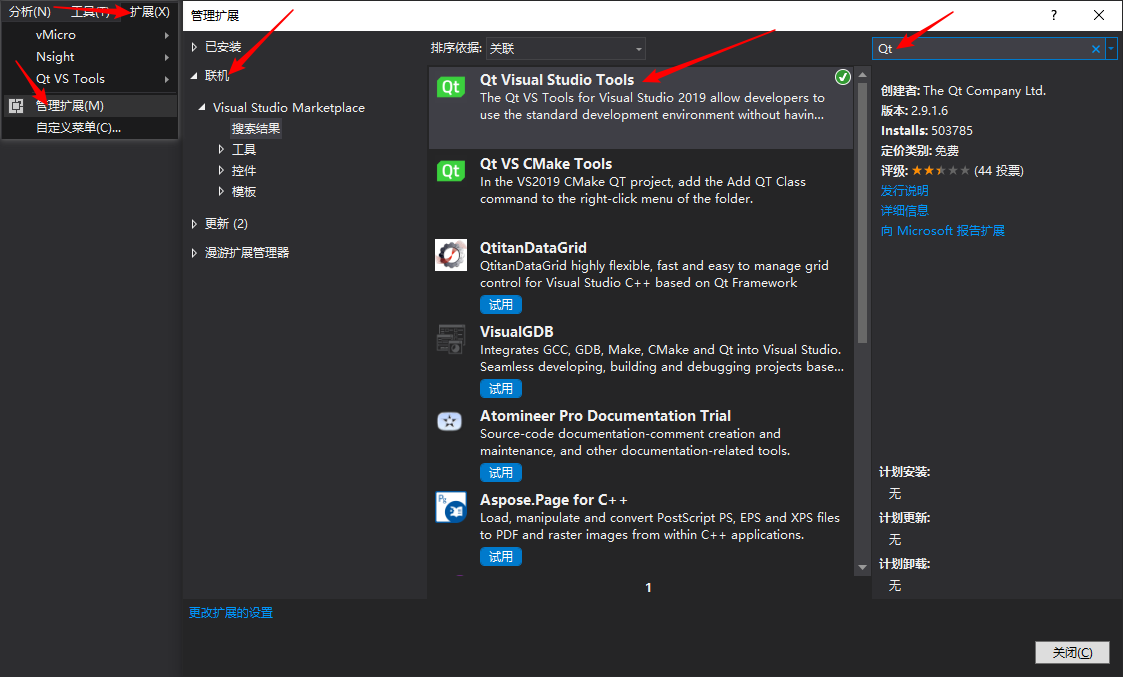 分析(N) 工具(T) 扩展(X)
vMicro
Nsight
Qt VS Tools
管理扩展(M)
自定义菜单(C)...
管理扩展
?
已安装
联机
Visual Studio Marketplace
搜索结果
工具
控件
模板
更新 (2)
漫游扩展管理器
更改扩展的设置
排序依据: 关联
Qt Visual Studio Tools
The Qt VS Tools for Visual Studio 2019 allow developers to
use the standard development environment without havin...
Qt VS CMake Tools
In the VS2019 CMake QT project, add the Add QT Class
command to the right-click menu of the folder.
QtitanDataGrid
QtitanDataGrid highly flexible, fast and easy to manage grid
control for Visual Studio C++ based on Qt Framework
试用
VisualGDB
Integrates GCC, GDB, Make, CMake and Qt into Visual Studio.
Seamless developing, building and debugging projects base...
试用
Atomineer Pro Documentation Trial
Source-code documentation-comment creation and
maintenance, and other documentation-related tools.
试用
Aspose.Page for C++
Load, manipulate and convert PostScript PS, EPS and XPS files
to PDF and raster images from within C++ applications.
试用
1
Qt
创建者: The Qt Company Ltd.
版本: 2.9.1.6
Installs: 503785
定价类别: 免费
评级: (44 投票)
发行说明
详细信息
向 Microsoft 报告扩展
计划安装:
无
计划更新:
无
计划卸载:
无
关闭(C)